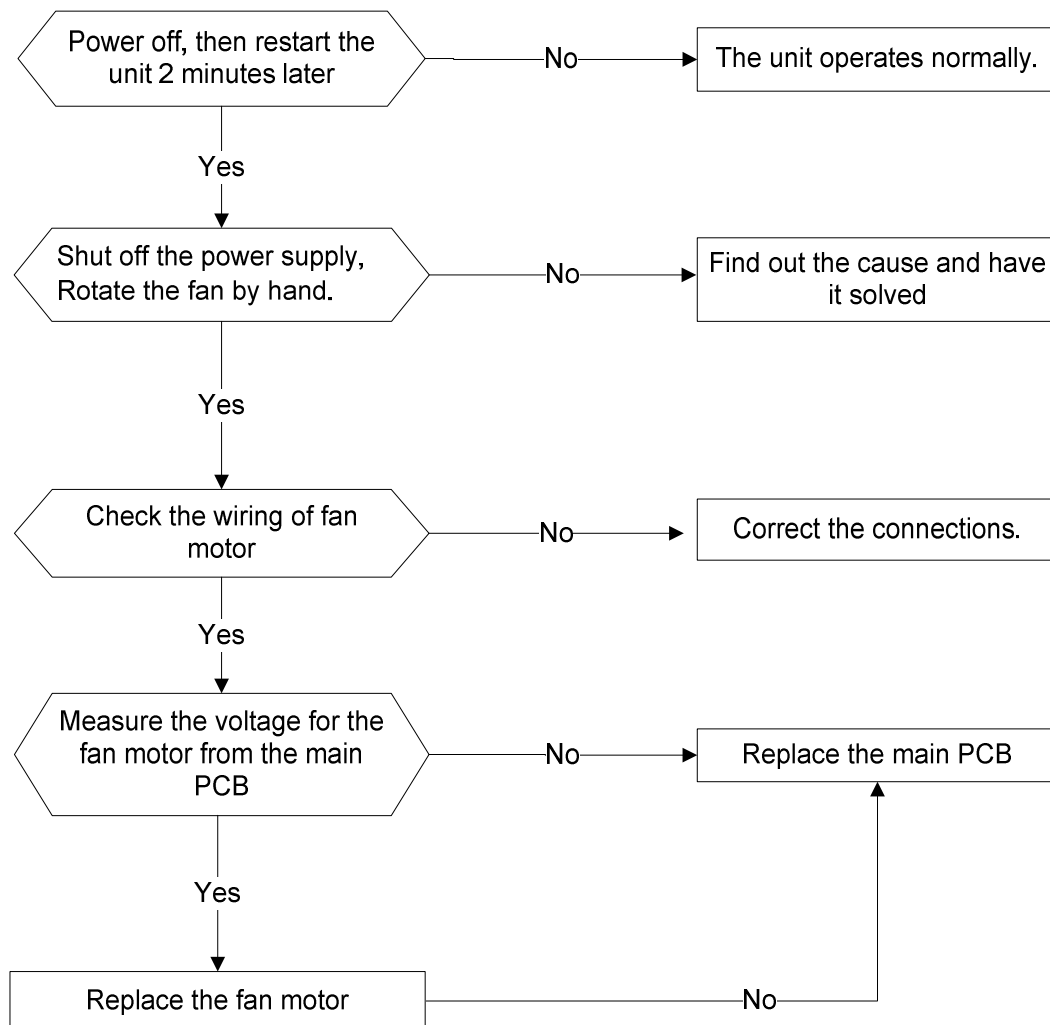 Power off, then restart the
unit 2 minutes later
No
The unit operates normally.
Yes
Shut off the power supply,
Rotate the fan by hand.
No
Find out the cause and have
it solved
Yes
Check the wiring of fan
motor
No
Correct the connections.
Yes
Measure the voltage for the
fan motor from the main
PCB
No
Replace the main PCB
Yes
Replace the fan motor
No